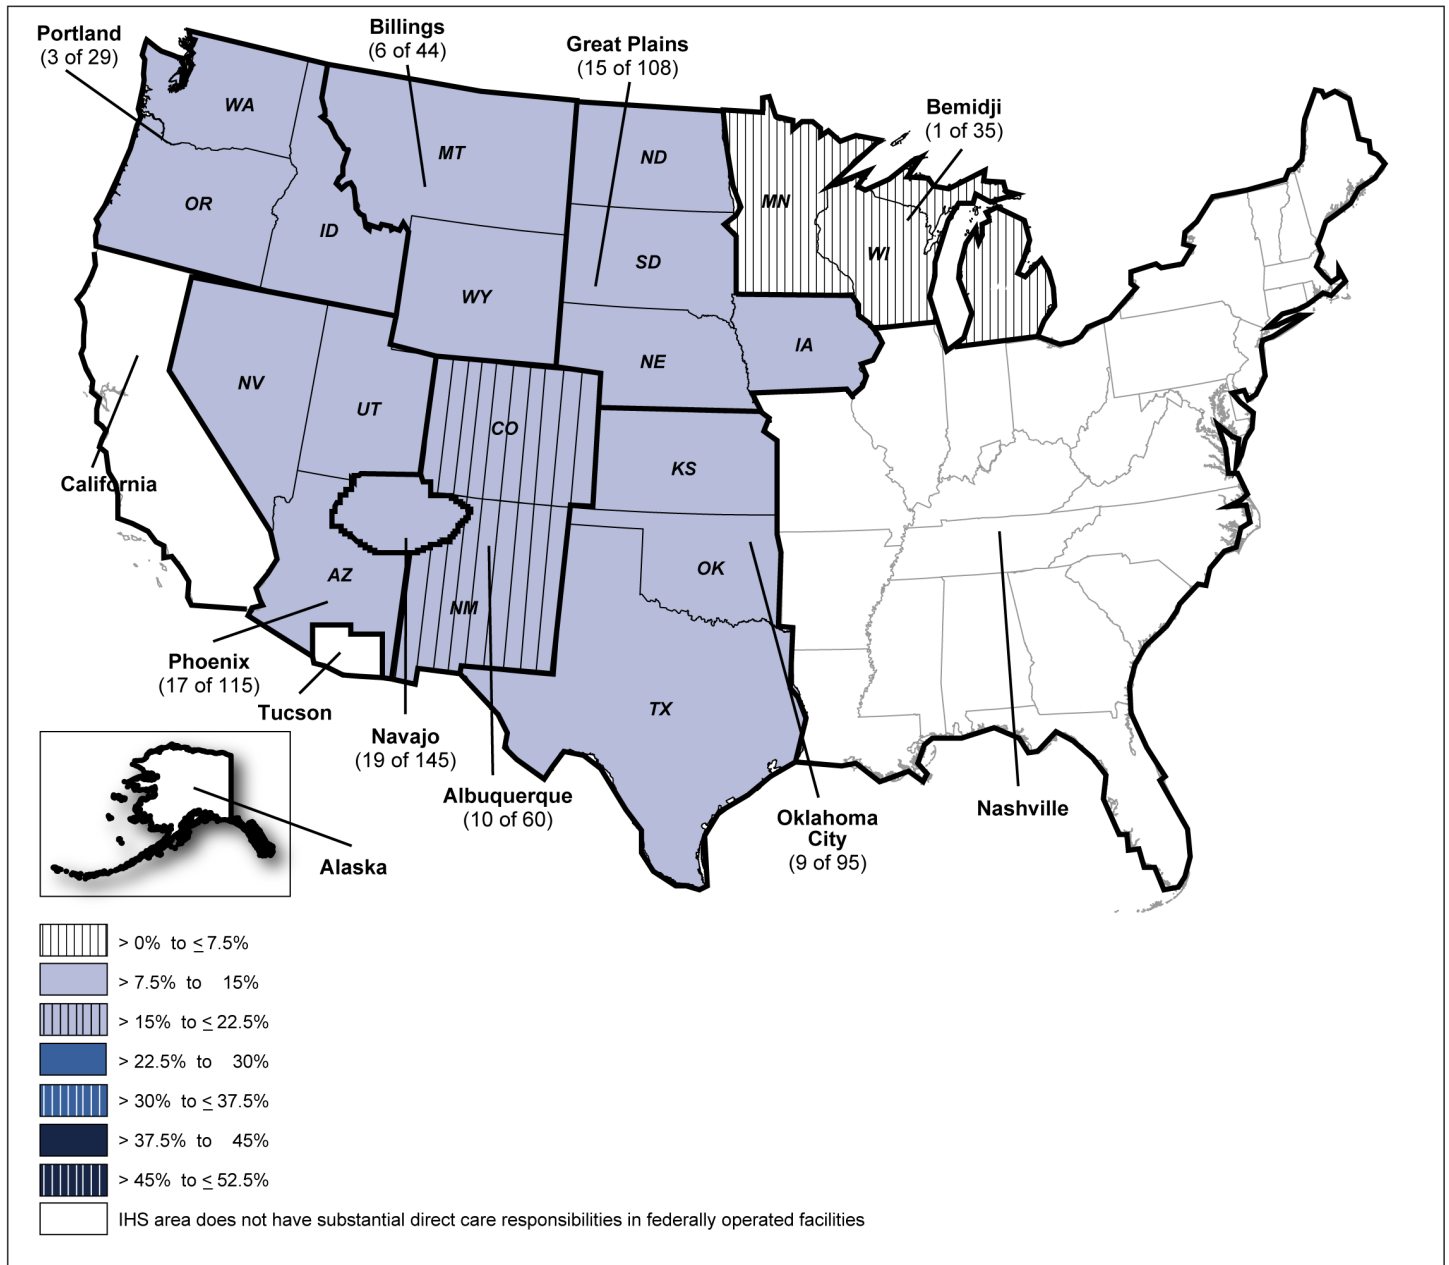 Portland
(3 of 29)
Billings
(6 of 44)
Great Plains
(15 of 108)
Bemidji
(1 of 35)
WA
MT
ND
MN
OR
ID
SD
WI
WY
NV
UT
NE
IA
CO
KS
California
AZ
NM
OK
Phoenix
(17 of 115)
Tucson
Navajo
(19 of 145)
TX
Albuquerque
(10 of 60)
Oklahoma
City
(9 of 95)
Nashville
Alaska
> 0% to ≤ 7.5%
> 7.5% to 15%
> 15% to ≤ 22.5%
> 22.5% to 30%
> 30% to ≤ 37.5%
> 37.5% to 45%
> 45% to ≤ 52.5%
IHS area does not have substantial direct care responsibilities in federally operated facilities